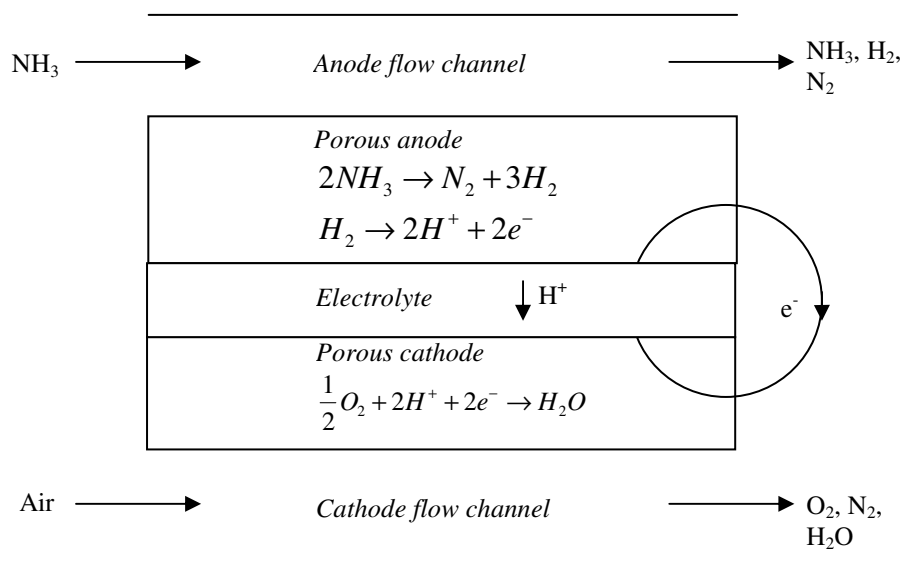 NH₃
Anode flow channel
NH₃, H₂,
N₂
Porous anode
2NH₃ → N₂ + 3H₂
H₂ → 2H⁺ + 2e⁻
Electrolyte
H⁺
e⁻
Porous cathode
1/2 O₂ + 2H⁺ + 2e⁻ → H₂O
Air
Cathode flow channel
O₂, N₂,
H₂O